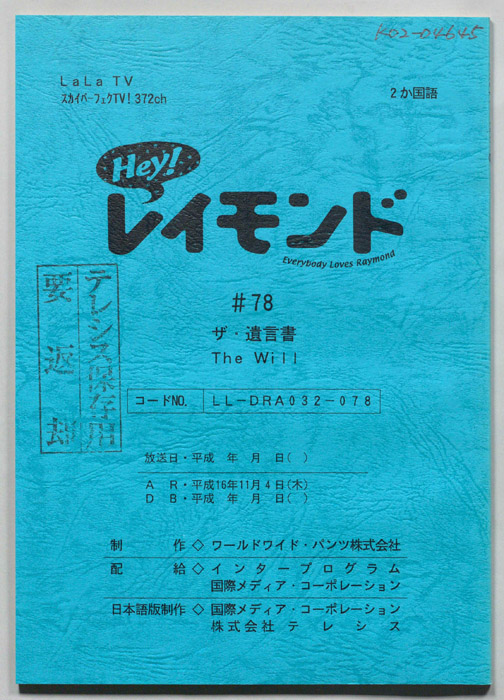 K02-04645
LaLa TV
スカイパーフェクTV! 372ch
2か国語
Hey!
レイモンド
Everybody Loves Raymond
#78
ザ・遺言書
The Will
コードNO.
LL-DRA032-078
テレシス保存用
要返却
放送日・平成 年 月 日( )
A R・平成16年11月4日(木)
D B・平成 年 月 日( )
制 作◇ワールドワイド・パンツ株式会社
配 給◇インタープログラム
国際メディア・コーポレーション
日本語版制作◇国際メディア・コーポレーション
株式会社テレシス